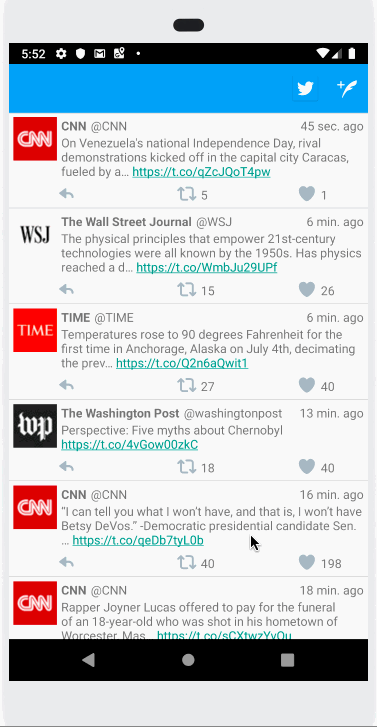 5:52
CNN
CNN @CNN 45 sec. ago
On Venezuela's national Independence Day, rival
demonstrations kicked off in the capital city Caracas,
fueled by a... https://t.co/qZcJQoT4pw
5 1
WSJ
The Wall Street Journal @WSJ 6 min. ago
The physical principles that empower 21st-century
technologies were all known by the 1950s. Has physics
reached a d... https://t.co/WmbJu29UPf
15 26
TIME
TIME @TIME 6 min. ago
Temperatures rose to 90 degrees Fahrenheit for the
first time in Anchorage, Alaska on July 4th, decimating
the prev... https://t.co/Q2n6aQwit1
27 40
wp
The Washington Post @washingtonpost 13 min. ago
Perspective: Five myths about Chernobyl
https://t.co/4vGow00zkC
18 40
CNN
CNN @CNN 16 min. ago
“I can tell you what I won’t have, and that is, I won’t have
Betsy DeVos.” -Democratic presidential candidate Sen.
... https://t.co/qeDb7tyL0b
40 198
CNN
CNN @CNN 18 min. ago
Rapper Joyner Lucas offered to pay for the funeral
of an 18-year-old who was shot in his hometown of
Worcester, Mas... https://t.co/sCXtwzYvOu